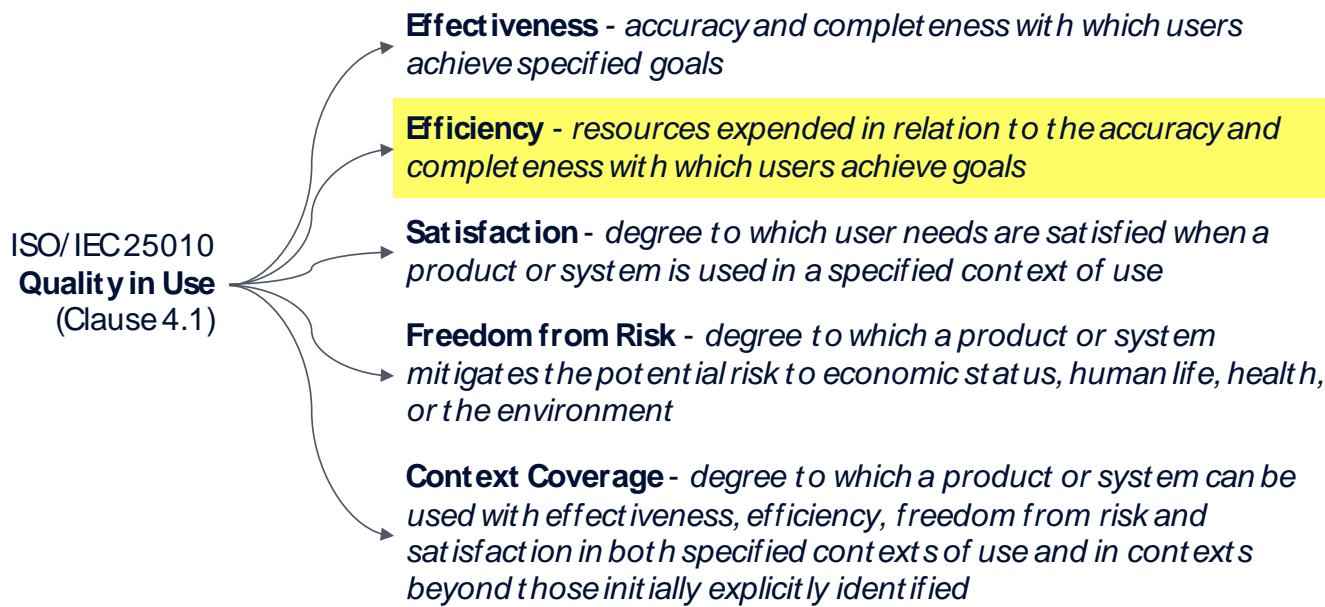 Effectiveness - accuracy and completeness with which users
achieve specified goals
Efficiency - resources expended in relation to the accuracy and
completeness with which users achieve goals
ISO/IEC 25010
Quality in Use
(Clause 4.1)
Satisfaction - degree to which user needs are satisfied when a
product or system is used in a specified context of use
Freedom from Risk - degree to which a product or system
mitigates the potential risk to economic status, human life, health,
or the environment
Context Coverage - degree to which a product or system can be
used with effectiveness, efficiency, freedom from risk and
satisfaction in both specified contexts of use and in contexts
beyond those initially explicitly identified